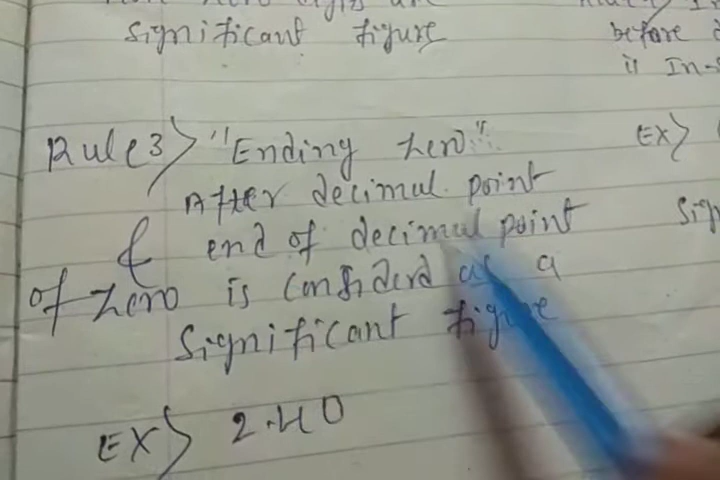 significant figure
before
is In-
Rule3> "Ending zero"
After decimal point
& end of decimal point
of zero is considerd as a
significant figure
Ex> 2.40
Ex>